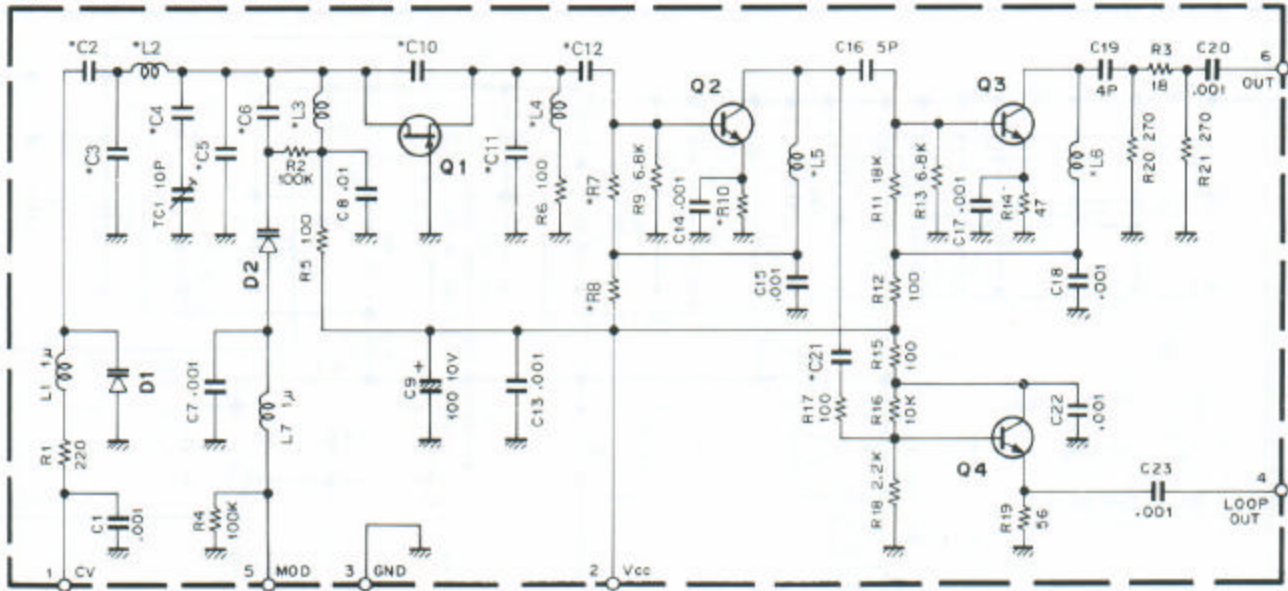 *C2
*L2
*C10
*C12
C16 5P
C19
4P
R3
18
C20
.001
6
OUT
*C3
*C4
TC1 10P
*C5
*C6
R2
100K
L3
C8 .01
Q1
*C11
*L4
R6 100
*R7
R9 6.8K
Q2
C14 .001
*R10
*L5
R11 18K
R13 6.8K
Q3
C17 .001
R14
47
*L6
R20 270
R21 270
D2
R5
100
*R8
C15
.001
R12
100
C18
.001
L1 1μ
D1
C7 .001
L7
1μ
C9 +
100 10V
C13 .001
*C21
R17
100
R15
100
R16
10K
C22
.001
R1
220
C1
.001
R4
100K
Q4
R18 2.2K
R19
56
C23
.001
4
LOOP
OUT
1 CV
5 MOD
3 GND
2 Vcc